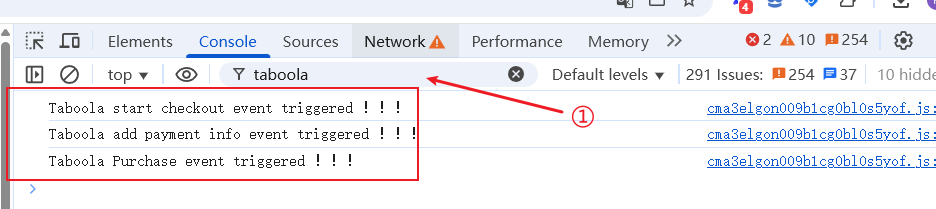 4
Elements Console Sources Network Performance Memory 2 10 254
top ▼ taboola Default levels ▼ 291 Issues: 254 37 10 hidde
Taboola start checkout event triggered！！！ cma3elgon009b1cg0bl0s5yof.js:
Taboola add payment info event triggered！！！ cma3elgon009b1cg0bl0s5yof.js:
Taboola Purchase event triggered！！！ cma3elgon009b1cg0bl0s5yof.js:
①